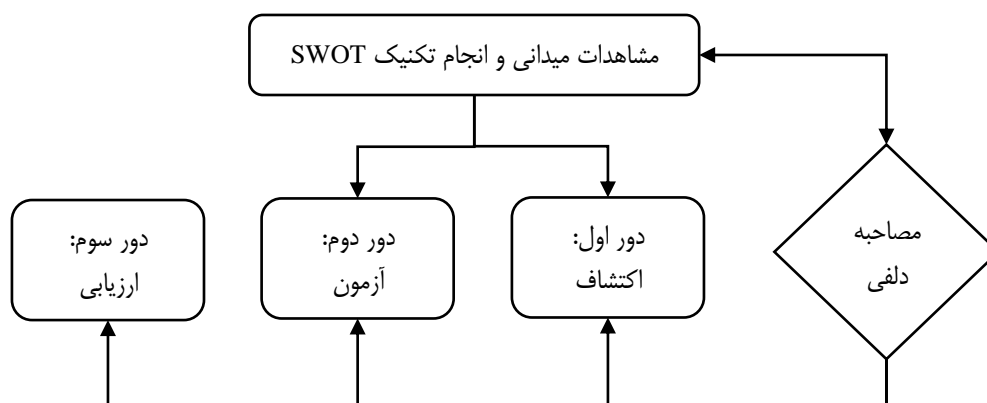 مشاهدات میدانی و انجام تکنیک SWOT
مصاحبه
دلفی
دور اول:
اکتشاف
دور دوم:
آزمون
دور سوم:
ارزیابی